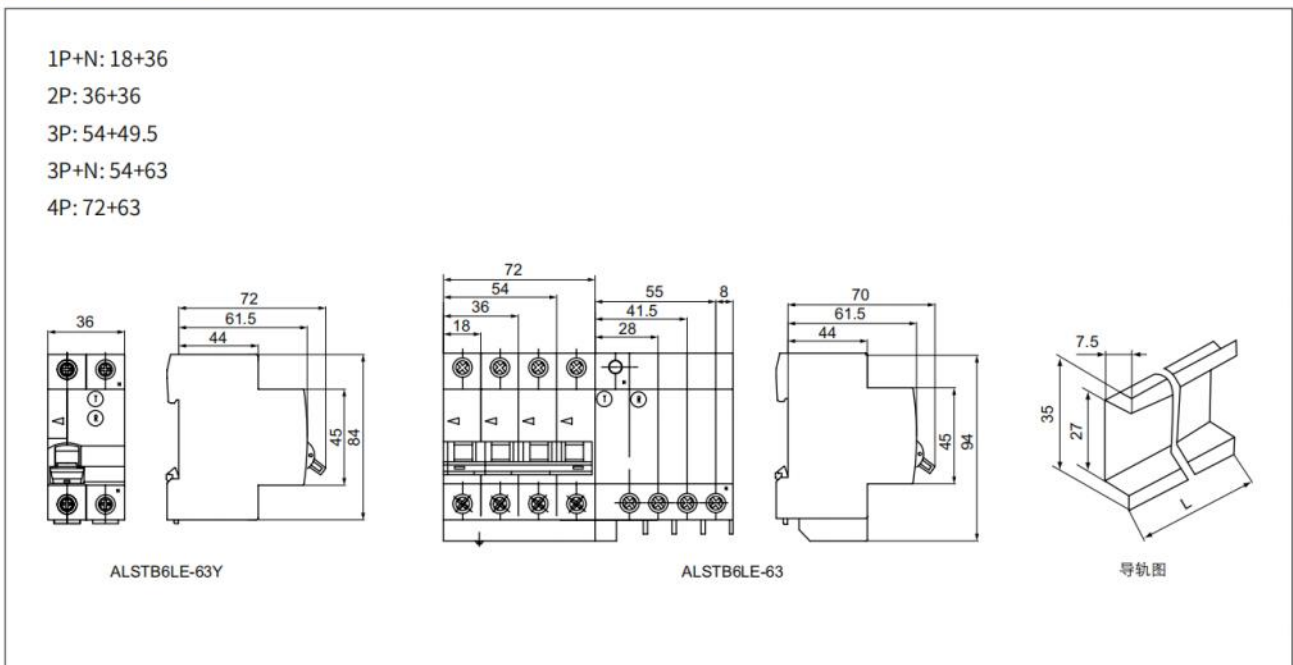 1P+N: 18+36
2P: 36+36
3P: 54+49.5
3P+N: 54+63
4P: 72+63
36
72
61.5
44
45
84
T
R
ALSTB6LE-63Y
72
54
36
18
55
8
41.5
28
T
R
70
61.5
44
45
94
ALSTB6LE-63
7.5
35
27
L
导轨图